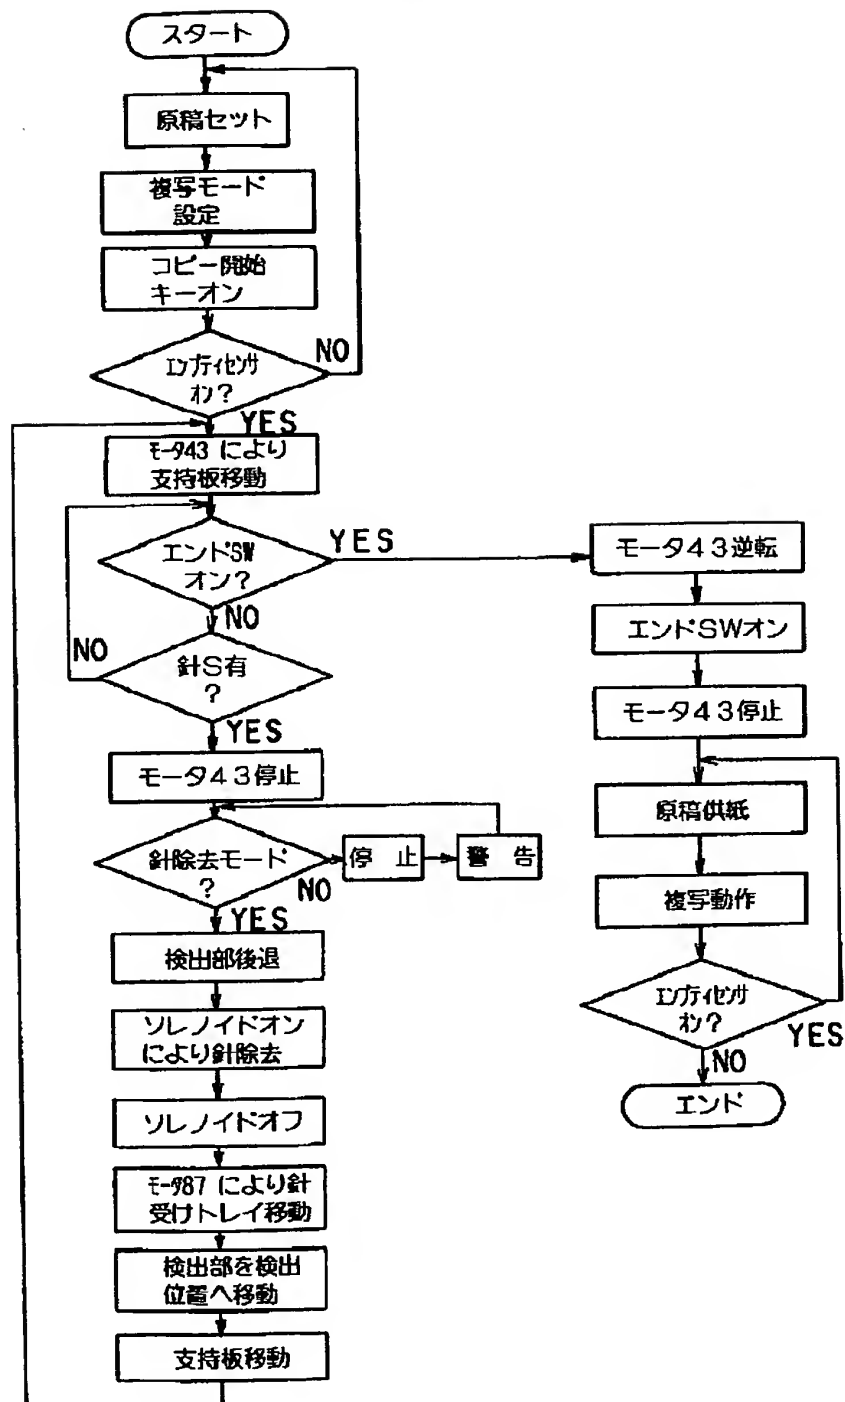 スタート
原稿セット
複写モード
設定
コピー開始
キーオン
エンプティセンサ
オン?
NO
YES
モータ43 により
支持板移動
エンドSW
オン?
YES
NO
針S有
?
NO
YES
モータ43停止
針除去モード
?
NO
停 止
警 告
YES
検出部後退
ソレノイドオン
により針除去
ソレノイドオフ
モータ87 により針
受けトレイ移動
検出部を検出
位置へ移動
支持板移動
モータ43逆転
エンドSWオン
モータ43停止
原稿供紙
複写動作
エンプティセンサ
オン?
YES
NO
エンド